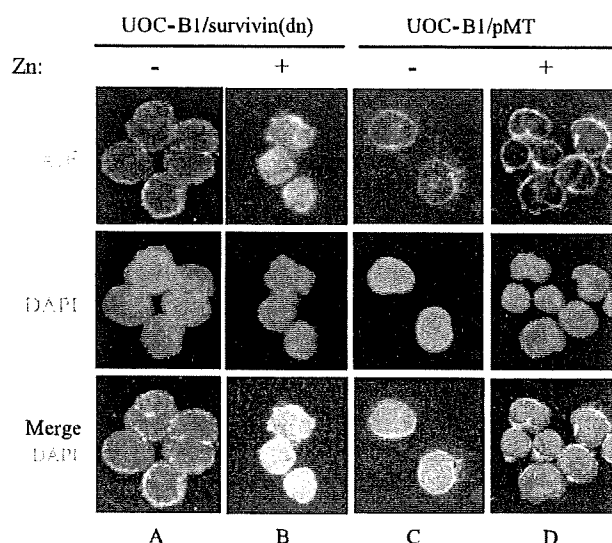 UOC-B1/survivin(dn) UOC-B1/pMT
Zn: - + - +
DAPI
Merge
DAPI
A B C D